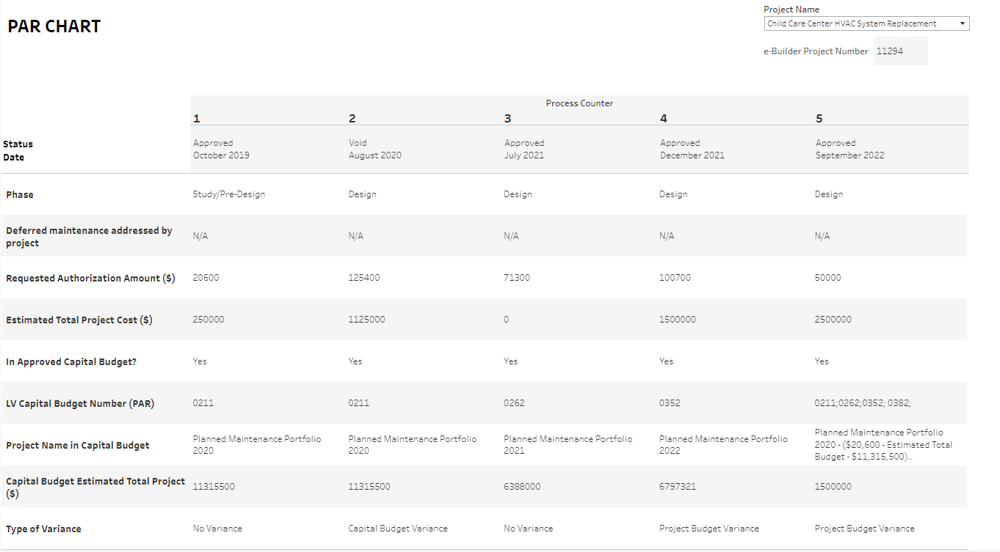 Project Name
PAR CHART
Child Care Center HVAC System Replacement
e-Builder Project Number 11294
Process Counter
1 2 3 4 5
Status Approved Void Approved Approved Approved
Date October 2019 August 2020 July 2021 December 2021 September 2022
Phase Study/Pre-Design Design Design Design Design
Deferred maintenance addressed by
project
N/A N/A N/A N/A N/A
Requested Authorization Amount ($) 20600 125400 71300 100700 50000
Estimated Total Project Cost ($) 250000 1125000 0 1500000 2500000
In Approved Capital Budget? Yes Yes Yes Yes Yes
LV Capital Budget Number (PAR) 0211 0211 0262 0352 0211;0262;0352; 0382;
Project Name in Capital Budget
Planned Maintenance Portfolio
2020
Planned Maintenance Portfolio
2020
Planned Maintenance Portfolio
2021
Planned Maintenance Portfolio
2022
Planned Maintenance Portfolio
2020 - ($20,600 - Estimated Total
Budget - $11,315,500)..
Capital Budget Estimated Total Project
($)
11315500 11315500 6388000 6797321 1500000
Type of Variance No Variance Capital Budget Variance No Variance Project Budget Variance Project Budget Variance